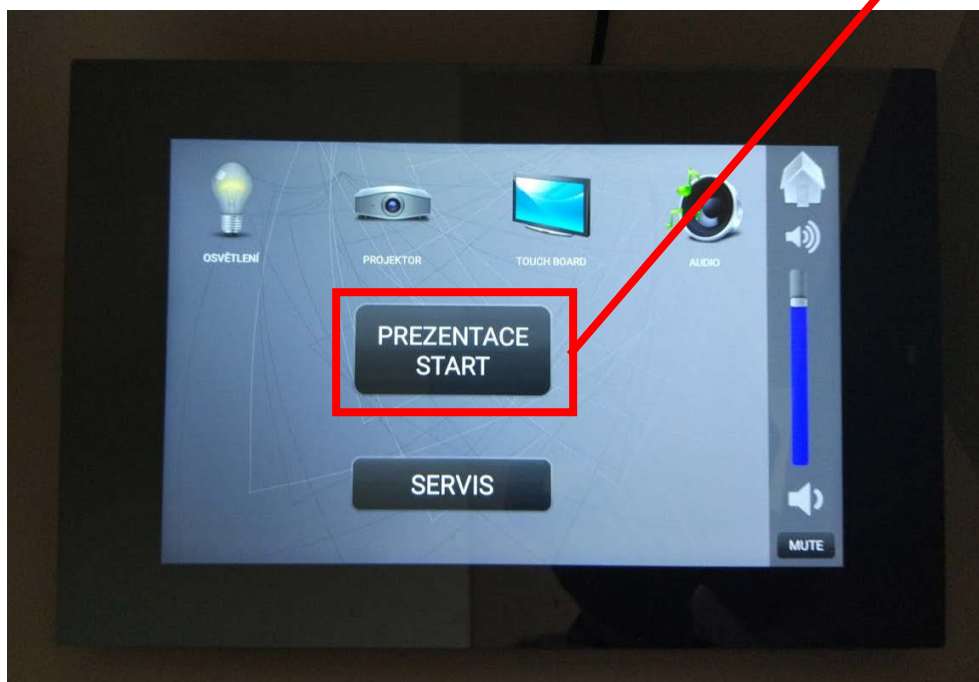 OSVĚTLENÍ
PROJEKTOR
TOUCH BOARD
AUDIO
PREZENTACE
START
SERVIS
MUTE